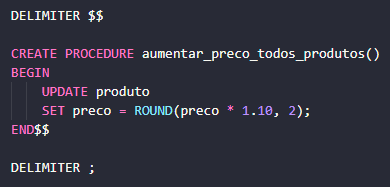 DELIMITER $$
CREATE PROCEDURE aumentar_preco_todos_produtos()
BEGIN
UPDATE produto
SET preco = ROUND(preco * 1.10, 2);
END$$
DELIMITER ;